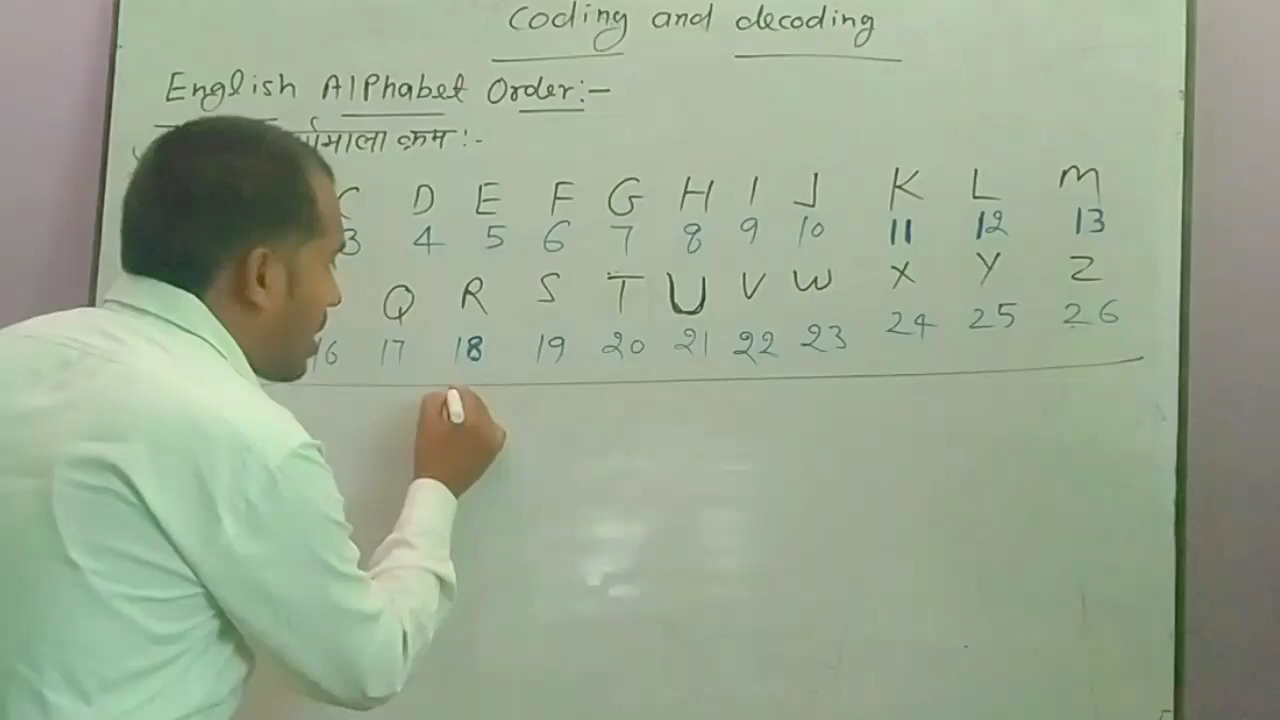 Coding and decoding
English Alphabet Order:-
वर्णमाला क्रम :-
C D E F G H I J K L M
3 4 5 6 7 8 9 10 11 12 13
Q R S T U V W X Y Z
16 17 18 19 20 21 22 23 24 25 26